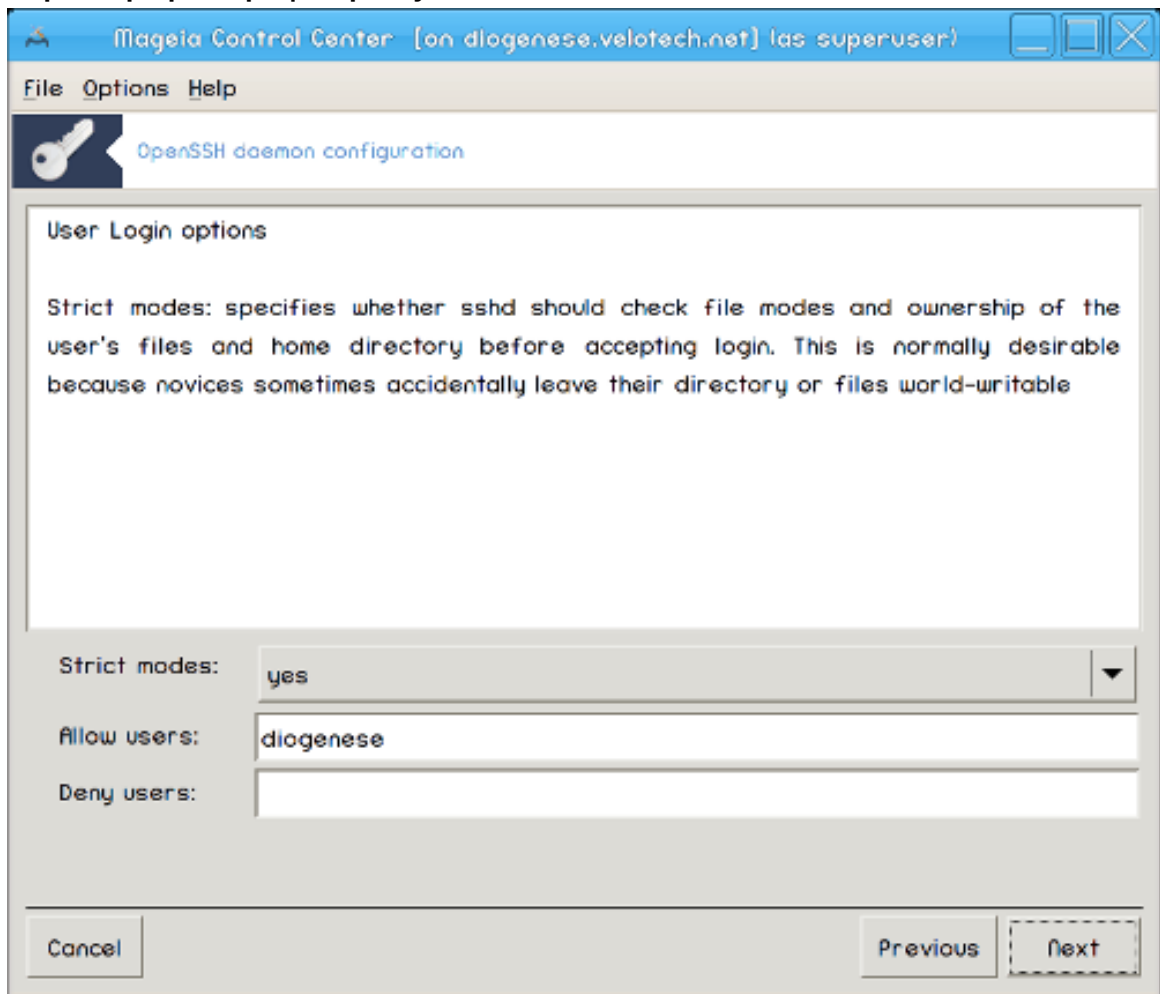 Mageia Control Center [on diogenese.velotech.net] (as superuser)
File Options Help
OpenSSH daemon configuration
User Login options
Strict modes: specifies whether sshd should check file modes and ownership of the
user's files and home directory before accepting login. This is normally desirable
because novices sometimes accidentally leave their directory or files world-writable
Strict modes: yes
Allow users: diogenese
Deny users:
Cancel Previous Next